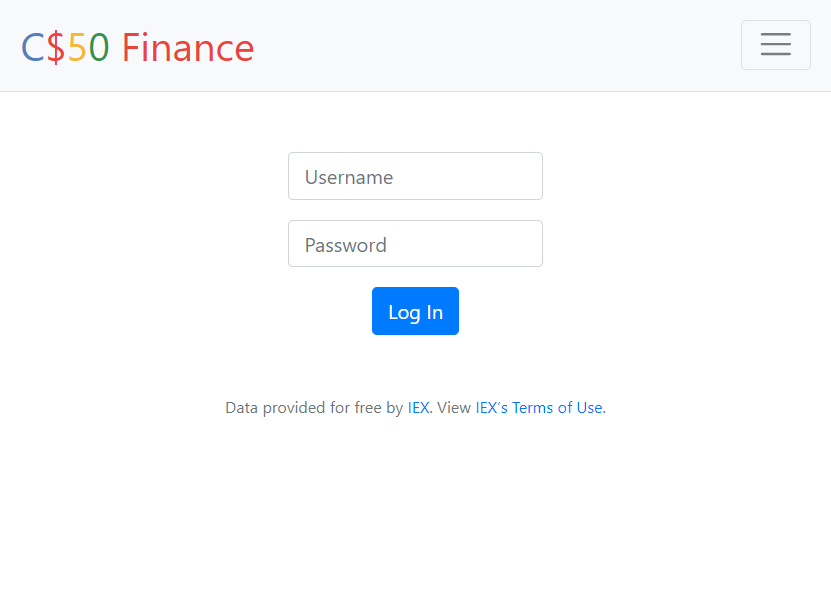 C$50 Finance
Username
Password
Log In
Data provided for free by IEX. View IEX's Terms of Use.